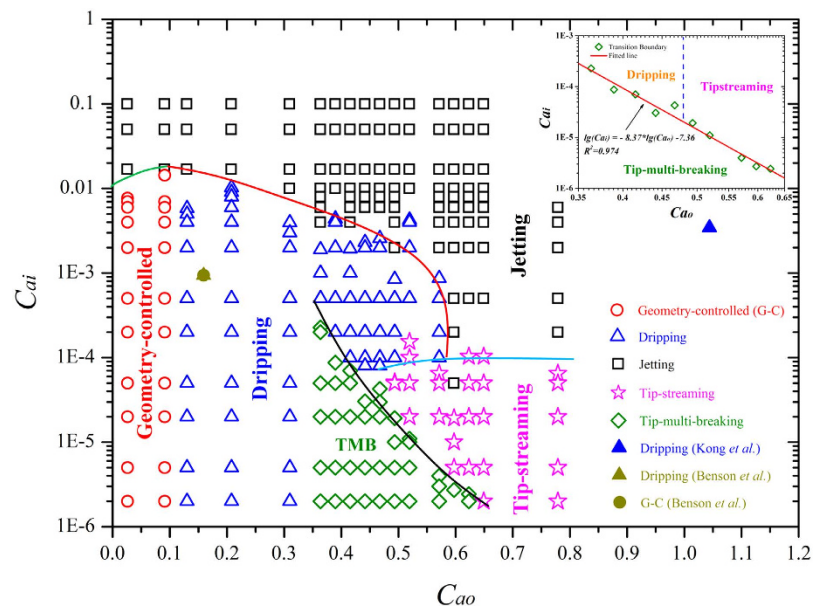 1
0.1
0.01
1E-3
1E-4
1E-5
1E-6
Cai
0.0 0.1 0.2 0.3 0.4 0.5 0.6 0.7 0.8 0.9 1.0 1.1 1.2
Cao
Geometry-controlled
Dripping
TMB
Jetting
Tip-streaming
1E-3
1E-4
1E-5
1E-6
Cai
0.35 0.4 0.45 0.5 0.55 0.6 0.65
Cao
Transition Boundary
Fitted line
Dripping
Tipstreaming
lg(Cai) = - 8.37*lg(Cao) -7.36
R²=0.974
Tip-multi-breaking
Geometry-controlled (G-C)
Dripping
Jetting
Tip-streaming
Tip-multi-breaking
Dripping (Kong et al.)
Dripping (Benson et al.)
G-C (Benson et al.)